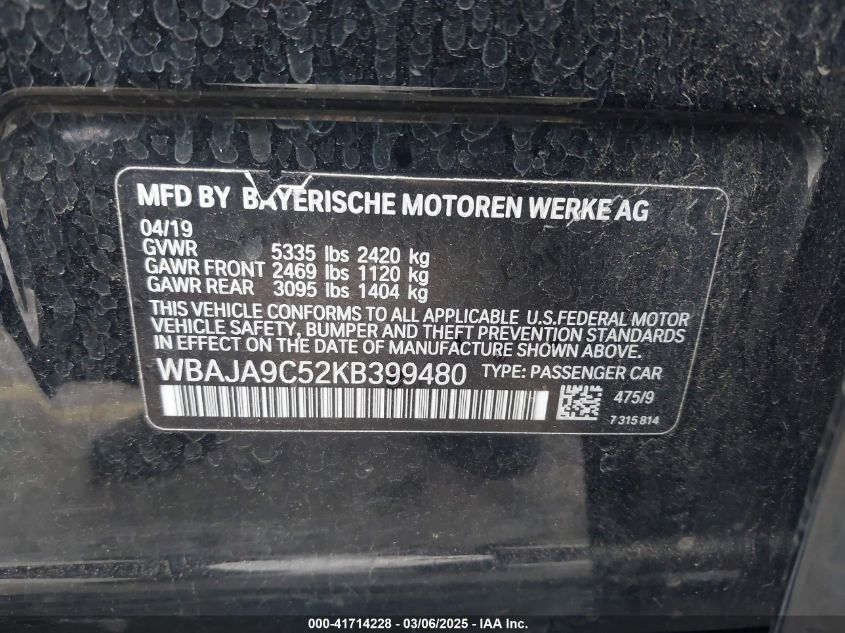 MFD BY BAYERISCHE MOTOREN WERKE AG
04/19
GVWR 5335 lbs 2420 kg
GAWR FRONT 2469 lbs 1120 kg
GAWR REAR 3095 lbs 1404 kg
THIS VEHICLE CONFORMS TO ALL APPLICABLE U.S.FEDERAL MOTOR
VEHICLE SAFETY, BUMPER AND THEFT PREVENTION STANDARDS
IN EFFECT ON THE DATE OF MANUFACTURE SHOWN ABOVE.
WBAJA9C52KB399480 TYPE: PASSENGER CAR
475/9
7 315 814
000-41714228 - 03/06/2025 - IAA Inc.